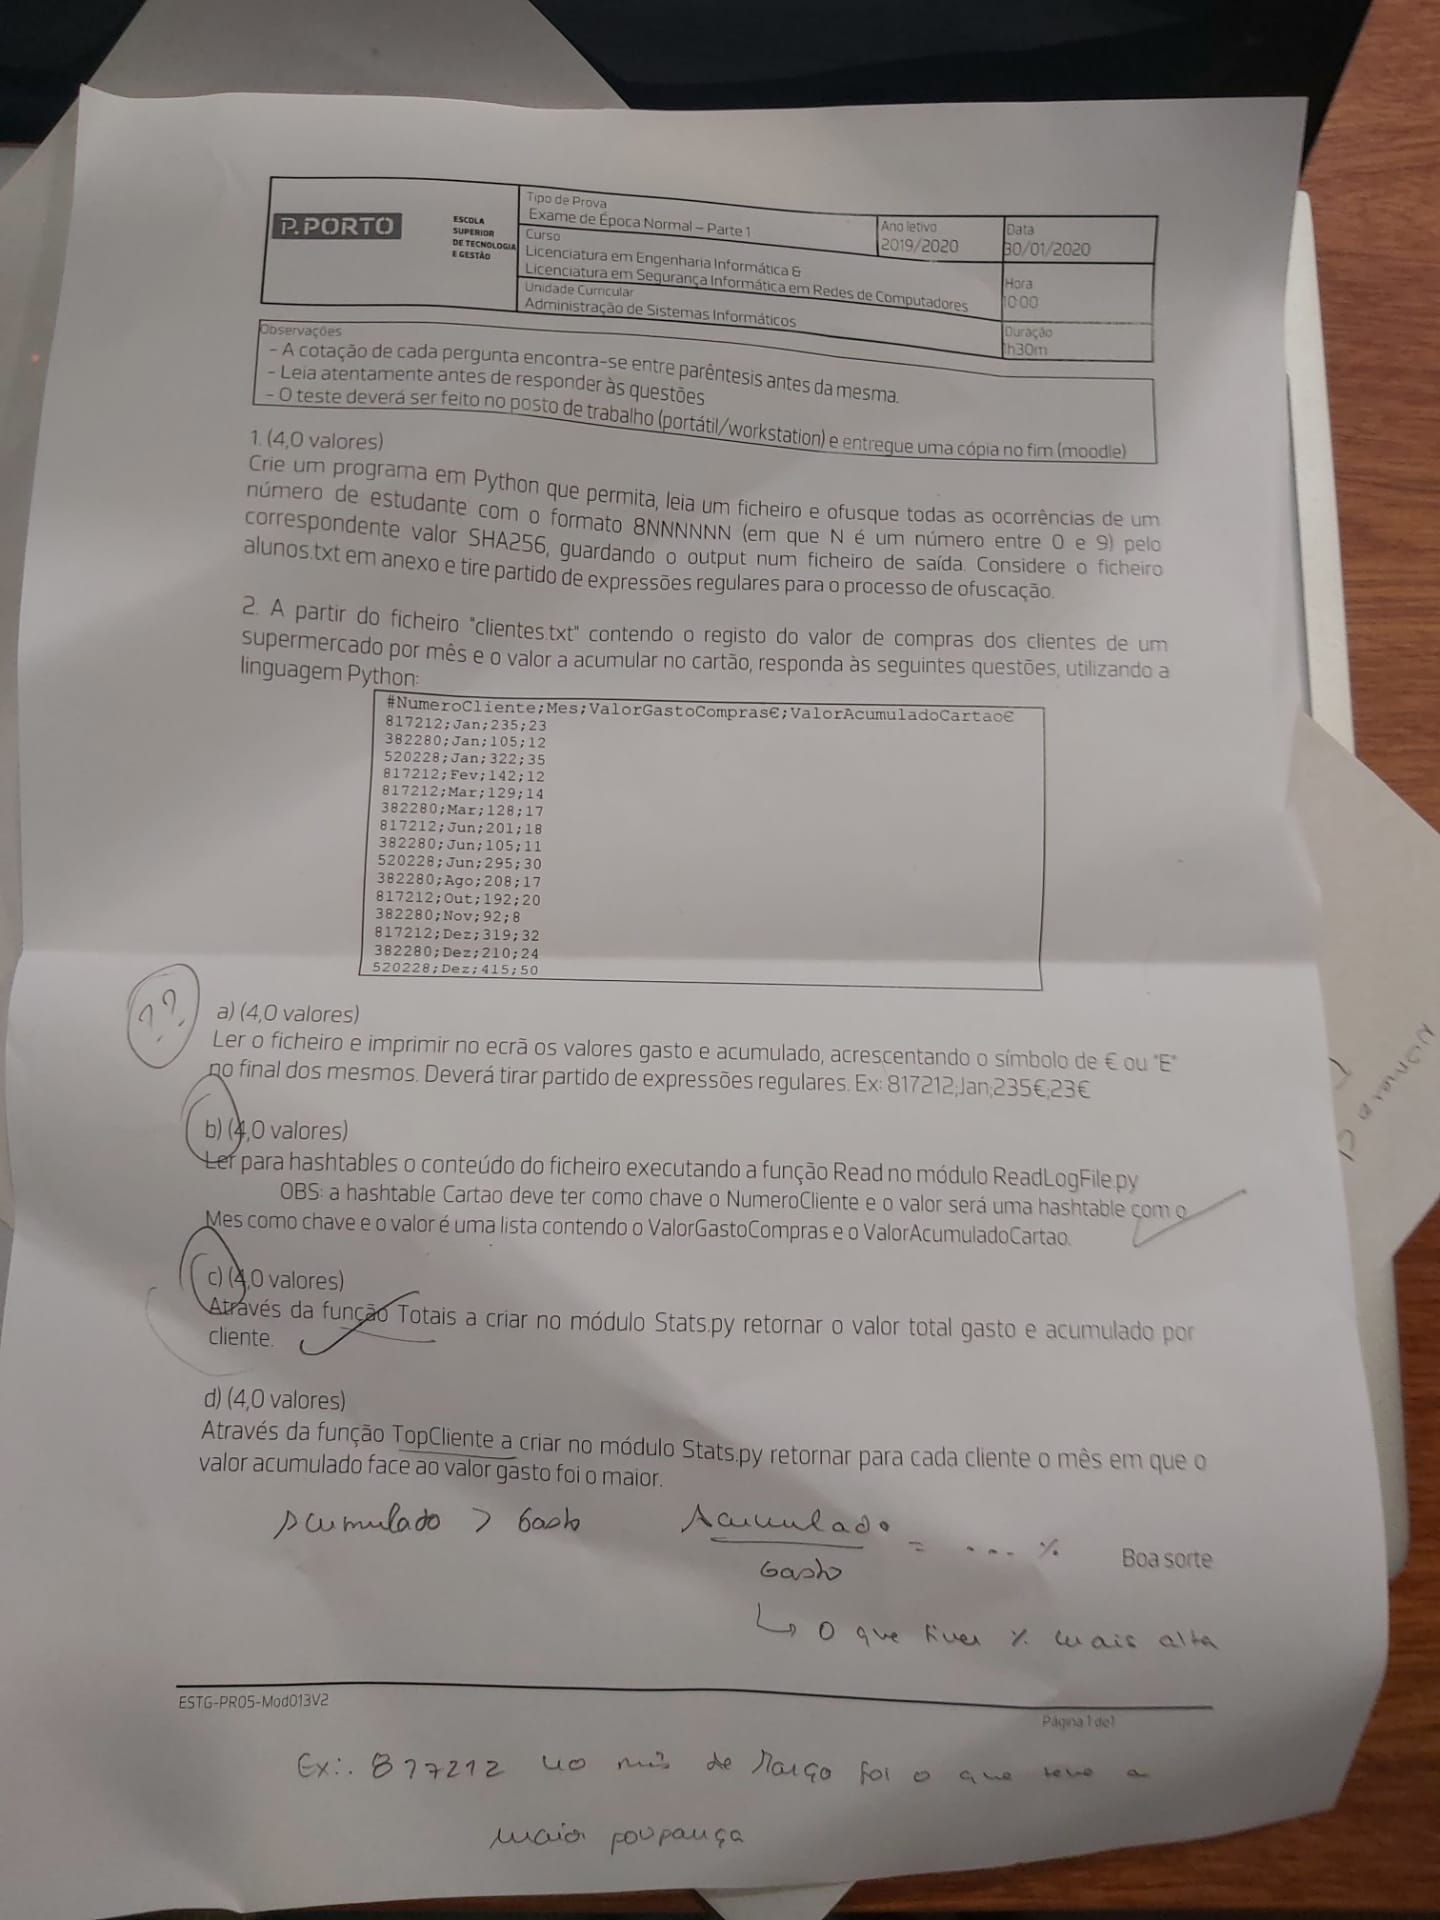 P.PORTO
ESCOLA
SUPERIOR
DE TECNOLOGIA
E GESTÃO
Tipo de Prova
Exame de Época Normal – Parte 1
Ano letivo
2019/2020
Data
30/01/2020
Curso
Licenciatura em Engenharia Informática &
Licenciatura em Segurança Informática em Redes de Computadores
Hora
10:00
Unidade Curricular
Administração de Sistemas Informáticos
Duração
1h30m
Observações
- A cotação de cada pergunta encontra-se entre parêntesis antes da mesma.
- Leia atentamente antes de responder às questões
- O teste deverá ser feito no posto de trabalho (portátil/workstation) e entregue uma cópia no fim (moodle)
1. (4,0 valores)
Crie um programa em Python que permita, leia um ficheiro e ofusque todas as ocorrências de um
número de estudante com o formato 8NNNNNN (em que N é um número entre 0 e 9) pelo
correspondente valor SHA256, guardando o output num ficheiro de saída. Considere o ficheiro
alunos.txt em anexo e tire partido de expressões regulares para o processo de ofuscação.
2. A partir do ficheiro "clientes.txt" contendo o registo do valor de compras dos clientes de um
supermercado por mês e o valor a acumular no cartão, responda às seguintes questões, utilizando a
linguagem Python:
#NumeroCliente;Mes;ValorGastoCompras€;ValorAcumuladoCartao€
817212;Jan;235;23
382280;Jan;105;12
520228;Jan;322;35
817212;Fev;142;12
817212;Mar;129;14
382280;Mar;128;17
817212;Jun;201;18
382280;Jun;105;11
520228;Jun;295;30
382280;Ago;208;17
817212;Out;192;20
382280;Nov;92;8
817212;Dez;319;32
382280;Dez;210;24
520228;Dez;415;50
??
a) (4,0 valores)
Ler o ficheiro e imprimir no ecrã os valores gasto e acumulado, acrescentando o símbolo de € ou "E"
no final dos mesmos. Deverá tirar partido de expressões regulares. Ex: 817212;Jan;235€;23€
b) (4,0 valores)
Ler para hashtables o conteúdo do ficheiro executando a função Read no módulo ReadLogFile.py
OBS: a hashtable Cartao deve ter como chave o NumeroCliente e o valor será uma hashtable com o
Mes como chave e o valor é uma lista contendo o ValorGastoCompras e o ValorAcumuladoCartao.
c) (4,0 valores)
Através da função Totais a criar no módulo Stats.py retornar o valor total gasto e acumulado por
cliente.
d) (4,0 valores)
Através da função TopCliente a criar no módulo Stats.py retornar para cada cliente o mês em que o
valor acumulado face ao valor gasto foi o maior.
Acumulado > Gasto
Acumulado
Gasto
= ... %
Boa sorte
↳ O que tiver % mais alta
ESTG-PR05-Mod013V2
Página 1 de1
Ex:. 817212 no mês de Março foi o que teve a
maior poupança